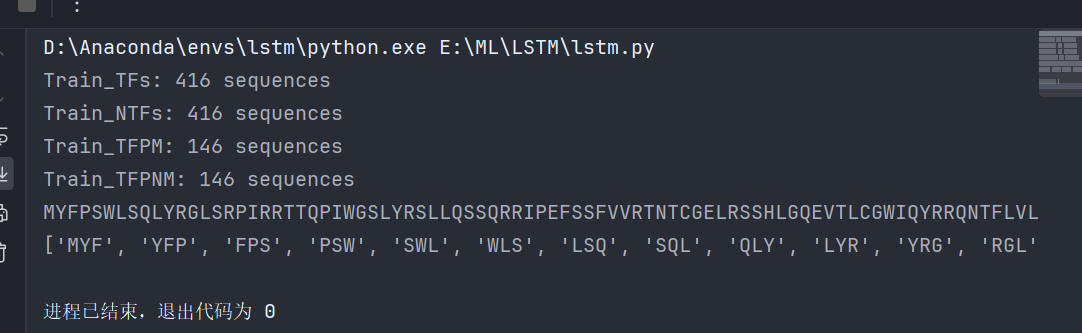 D:\Anaconda\envs\lstm\python.exe E:\ML\LSTM\lstm.py
Train_TFs: 416 sequences
Train_NTFs: 416 sequences
Train_TFPM: 146 sequences
Train_TFPNM: 146 sequences
MYFPSWLSQLYRGLSRPIRRTTQPIWGSLYRSLLQSSQRRIPEFSSFVVRTNTCGELRSSHLGQEVTLCGWIQYRRQNTFLVL
['MYF', 'YFP', 'FPS', 'PSW', 'SWL', 'WLS', 'LSQ', 'SQL', 'QLY', 'LYR', 'YRG', 'RGL'
进程已结束，退出代码为 0